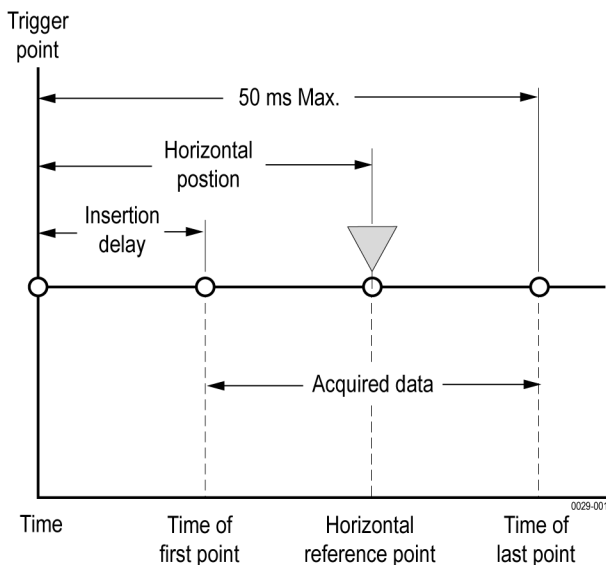 Trigger
point
50 ms Max.
Horizontal
postion
Insertion
delay
Acquired data
0029-001
Time
Time of
first point
Horizontal
reference point
Time of
last point